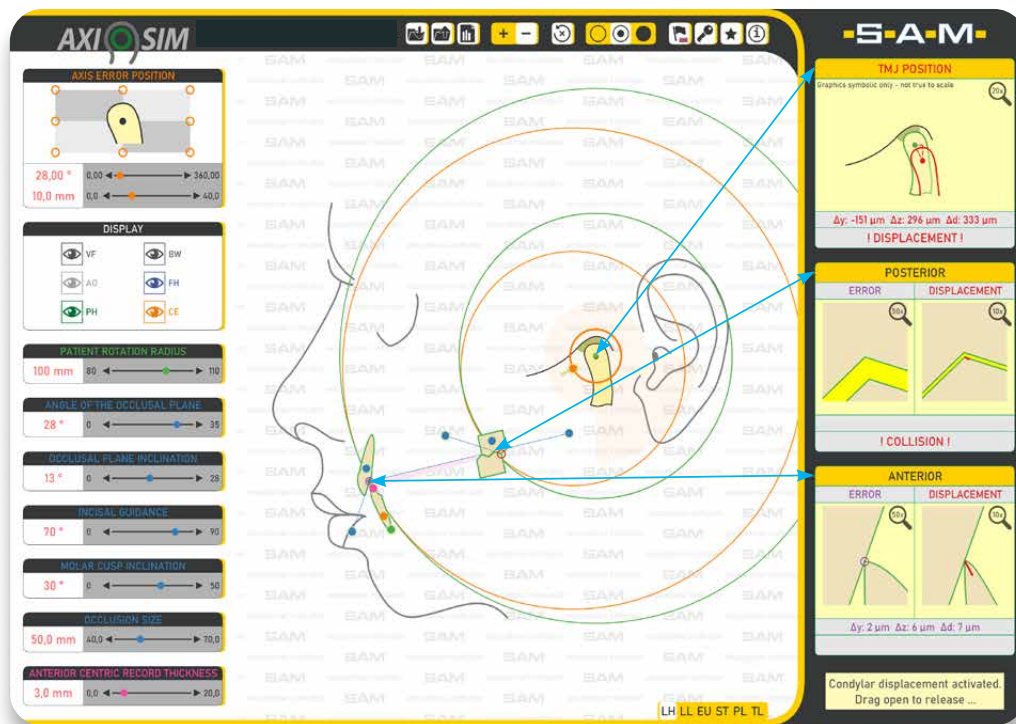 AXIOSIM
+ −
S-A-M
AXIS ERROR POSITION
28,00 ° 0,00 360,00
10,0 mm 0,0 40,0
DISPLAY
VF BW
AO FH
PH CE
PATIENT ROTATION RADIUS
100 mm 80 110
ANGLE OF THE OCCLUSAL PLANE
28 ° 0 35
OCCLUSAL PLANE INCLINATION
13 ° 0 28
INCISAL GUIDANCE
70 ° 0 90
MOLAR CUSP INCLINATION
30 ° 0 50
OCCLUSION SIZE
50,0 mm 40,0 70,0
ANTERIOR CENTRIC RECORD THICKNESS
3,0 mm 0,0 20,0
SAM
LH LL EU ST PL TL
TMJ POSITION
Graphics symbolic only - not true to scale
20x
Δy: -151 µm Δz: 296 µm Δd: 333 µm
! DISPLACEMENT !
POSTERIOR
ERROR DISPLACEMENT
50x 10x
! COLLISION !
ANTERIOR
ERROR DISPLACEMENT
50x 10x
Δy: 2 µm Δz: 6 µm Δd: 7 µm
Condylar displacement activated.
Drag open to release ...